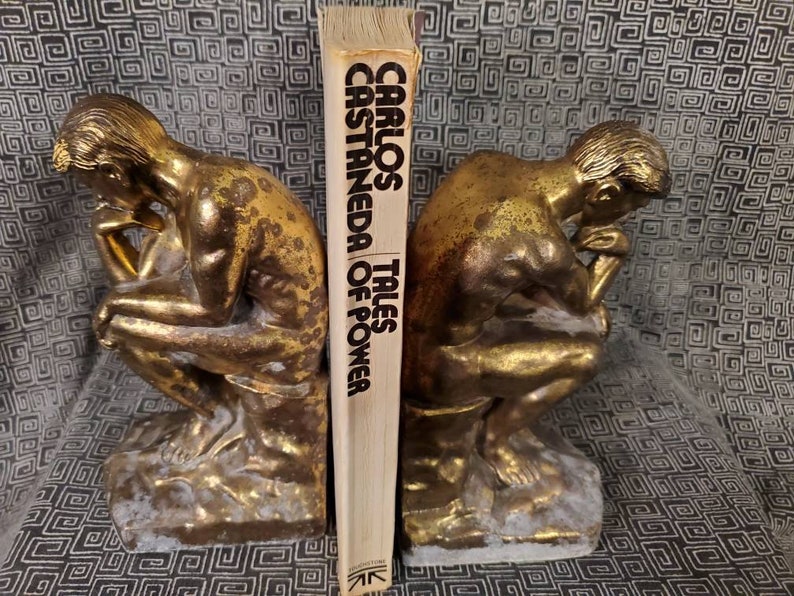 CARLOS
CASTANEDA
TALES
OF POWER
TOUCHSTONE